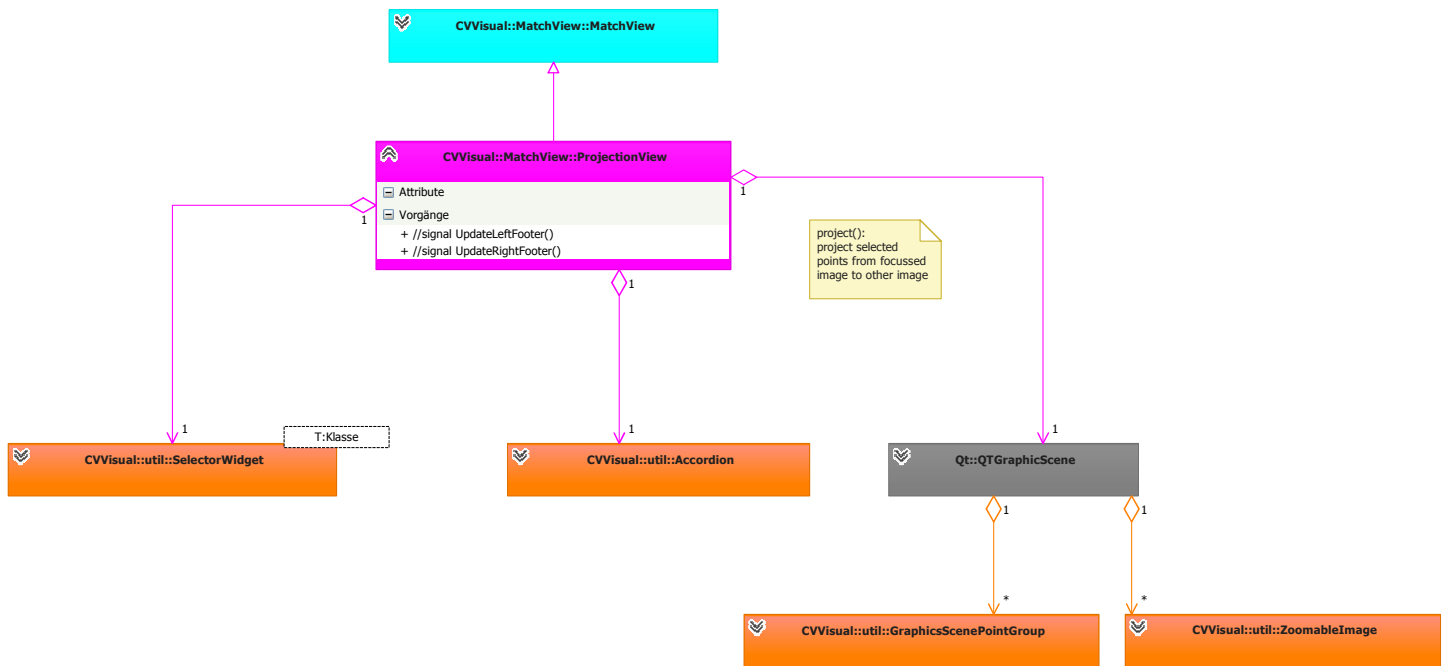 CVVisual::MatchView::MatchView
CVVisual::MatchView::ProjectionView
Attribute
Vorgänge
+ //signal UpdateLeftFooter()
+ //signal UpdateRightFooter()
1
1
1
project():
project selected
points from focussed
image to other image
1
1
1
T:Klasse
CVVisual::util::SelectorWidget
CVVisual::util::Accordion
Qt::QTGraphicScene
1
1
*
*
CVVisual::util::GraphicsScenePointGroup
CVVisual::util::ZoomableImage